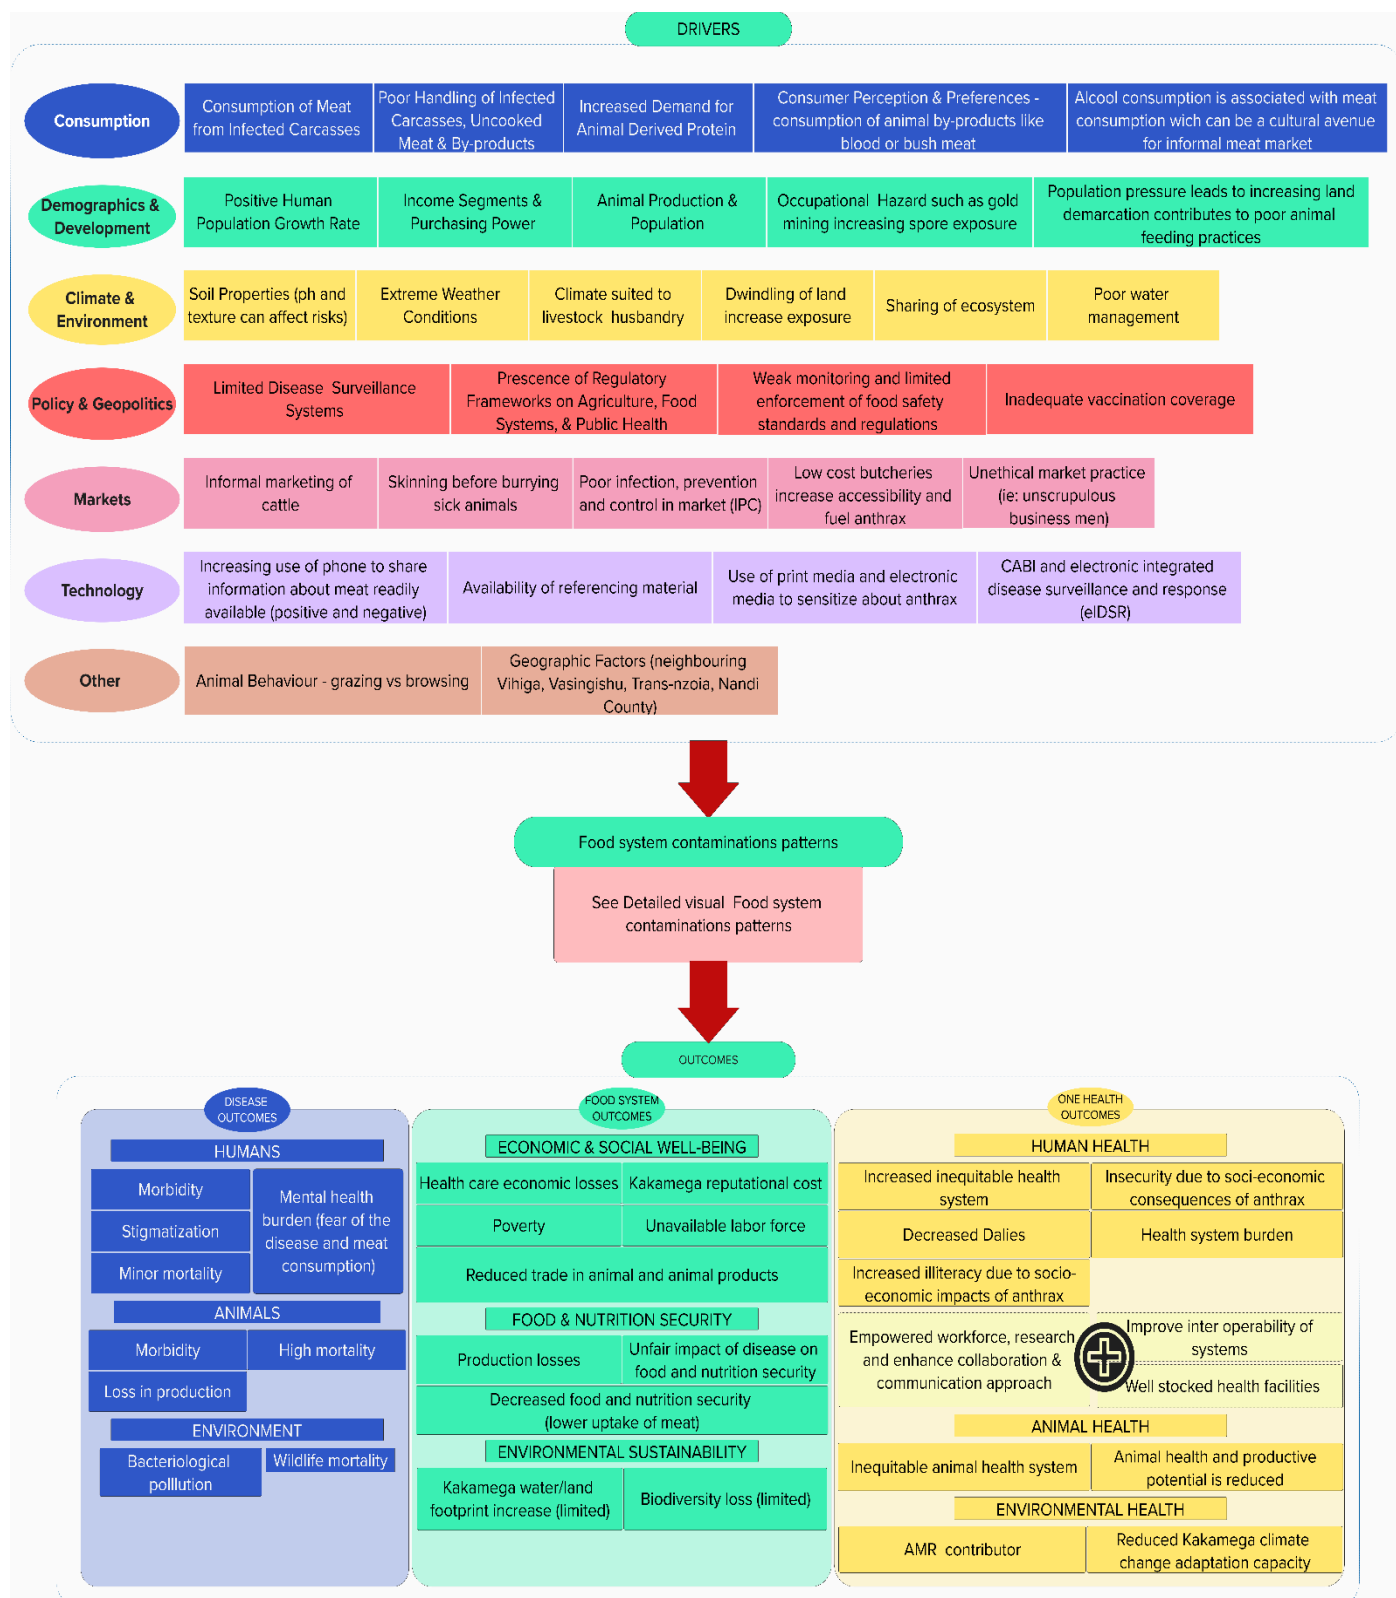 DRIVERS
Consumption
Consumption of Meat
from Infected Carcasses
Poor Handling of Infected
Carcasses, Uncooked
Meat & By-products
Increased Demand for
Animal Derived Protein
Consumer Perception & Preferences -
consumption of animal by-products like
blood or bush meat
Alcool consumption is associated with meat
consumption wich can be a cultural avenue
for informal meat market
Demographics &
Development
Positive Human
Population Growth Rate
Income Segments &
Purchasing Power
Animal Production &
Population
Occupational Hazard such as gold
mining increasing spore exposure
Population pressure leads to increasing land
demarcation contributes to poor animal
feeding practices
Climate &
Environment
Soil Properties (ph and
texture can affect risks)
Extreme Weather
Conditions
Climate suited to
livestock husbandry
Dwindling of land
increase exposure
Sharing of ecosystem
Poor water
management
Policy & Geopolitics
Limited Disease Surveillance
Systems
Prescence of Regulatory
Frameworks on Agriculture, Food
Systems, & Public Health
Weak monitoring and limited
enforcement of food safety
standards and regulations
Inadequate vaccination coverage
Markets
Informal marketing of
cattle
Skinning before burrying
sick animals
Poor infection, prevention
and control in market (IPC)
Low cost butcheries
increase accessibility and
fuel anthrax
Unethical market practice
(ie: unscrupulous
business men)
Technology
Increasing use of phone to share
information about meat readily
available (positive and negative)
Availability of referencing material
Use of print media and electronic
media to sensitize about anthrax
CABI and electronic integrated
disease surveillance and response
(eIDSR)
Other
Animal Behaviour - grazing vs browsing
Geographic Factors (neighbouring
Vihiga, Vasingishu, Trans-nzoia, Nandi
County)
Food system contaminations patterns
See Detailed visual Food system
contaminations patterns
OUTCOMES
DISEASE
OUTCOMES
HUMANS
Morbidity
Stigmatization
Minor mortality
Mental health
burden (fear of the
disease and meat
consumption)
ANIMALS
Morbidity
High mortality
Loss in production
ENVIRONMENT
Bacteriological
polllution
Wildlife mortality
FOOD SYSTEM
OUTCOMES
ECONOMIC & SOCIAL WELL-BEING
Health care economic losses
Kakamega reputational cost
Poverty
Unavailable labor force
Reduced trade in animal and animal products
FOOD & NUTRITION SECURITY
Production losses
Unfair impact of disease on
food and nutrition security
Decreased food and nutrition security
(lower uptake of meat)
ENVIRONMENTAL SUSTAINABILITY
Kakamega water/land
footprint increase (limited)
Biodiversity loss (limited)
ONE HEALTH
OUTCOMES
HUMAN HEALTH
Increased inequitable health
system
Insecurity due to soci-economic
consequences of anthrax
Decreased Dalies
Health system burden
Increased illiteracy due to socio-
economic impacts of anthrax
Empowered workforce, research
and enhance collaboration &
communication approach
Improve inter operability of
systems
Well stocked health facilities
ANIMAL HEALTH
Inequitable animal health system
Animal health and productive
potential is reduced
ENVIRONMENTAL HEALTH
AMR contributor
Reduced Kakamega climate
change adaptation capacity